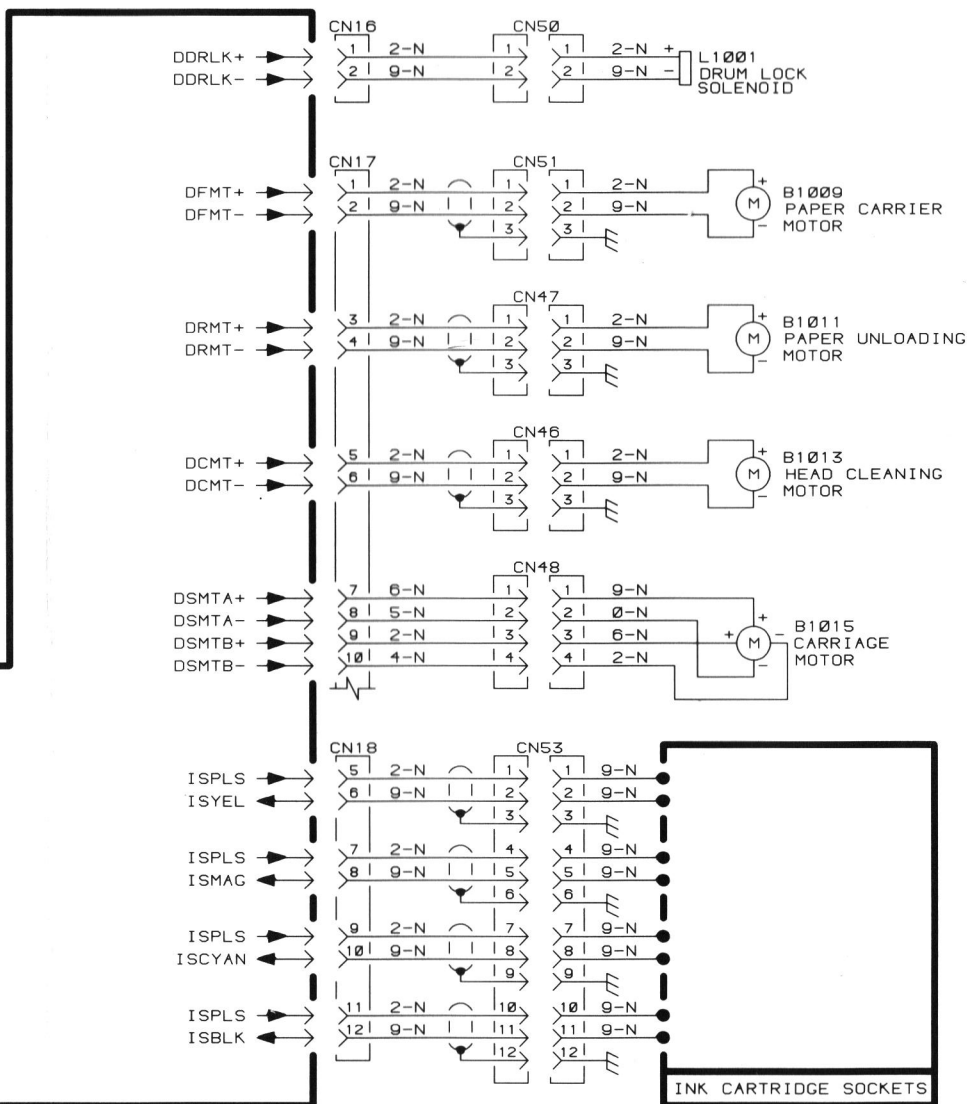 CN16 CN50
DDRLK+ 1 2-N 1 1 2-N + L1001
DDRLK- 2 9-N 2 2 9-N - DRUM LOCK
SOLENOID
CN17 CN51
DFMT+ 1 2-N 1 1 2-N + B1009
DFMT- 2 9-N 2 2 9-N M PAPER CARRIER
3 3 - MOTOR
CN47
DRMT+ 3 2-N 1 1 2-N + B1011
DRMT- 4 9-N 2 2 9-N M PAPER UNLOADING
3 3 - MOTOR
CN46
DCMT+ 5 2-N 1 1 2-N + B1013
DCMT- 6 9-N 2 2 9-N M HEAD CLEANING
3 3 - MOTOR
CN48
DSMTA+ 7 6-N 1 1 9-N +
DSMTA- 8 5-N 2 2 0-N B1015
DSMTB+ 9 2-N 3 3 6-N + M - CARRIAGE
DSMTB- 10 4-N 4 4 2-N - MOTOR
CN18 CN53
ISPLS 5 2-N 1 1 9-N
ISYEL 6 9-N 2 2 9-N
3 3
ISPLS 7 2-N 4 4 9-N
ISMAG 8 9-N 5 5 9-N
6 6
ISPLS 9 2-N 7 7 9-N
ISCYAN 10 9-N 8 8 9-N
9 9
ISPLS 11 2-N 10 10 9-N
ISBLK 12 9-N 11 11 9-N
12 12
INK CARTRIDGE SOCKETS